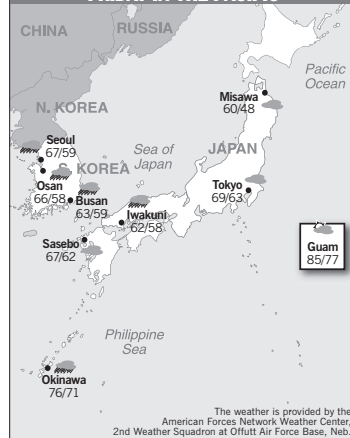 CHINA
RUSSIA
Pacific
Ocean
N. KOREA
Misawa
60/48
Seoul
67/59
Sea of
Japan
JAPAN
S. KOREA
Osan
66/58
Busan
63/59
Tokyo
69/63
Iwakuni
62/58
Sasebo
67/62
Guam
85/77
Philippine
Sea
Okinawa
76/71
The weather is provided by the
American Forces Network Weather Center,
2nd Weather Squadron at Offutt Air Force Base, Neb.